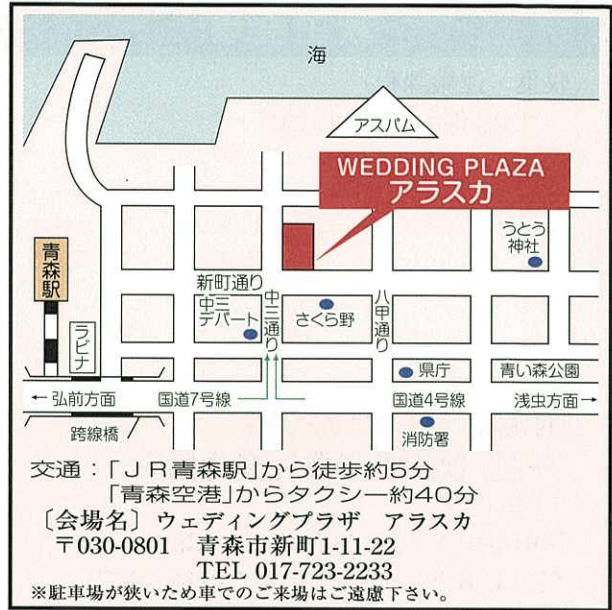 海
アスパム
WEDDING PLAZA
アラスカ
うとう
神社
青森駅
新町通り
中三
デパート
中三通り
さくら野
八甲通り
ラビナ
県庁
青い森公園
←弘前方面
国道7号線
国道4号線
浅虫方面→
跨線橋
消防署
交通:「JR青森駅」から徒歩約5分
「青森空港」からタクシー約40分
〔会場名〕ウェディングプラザ アラスカ
〒030-0801 青森市新町1-11-22
TEL 017-723-2233
※駐車場が狭いため車でのご来場はご遠慮下さい。